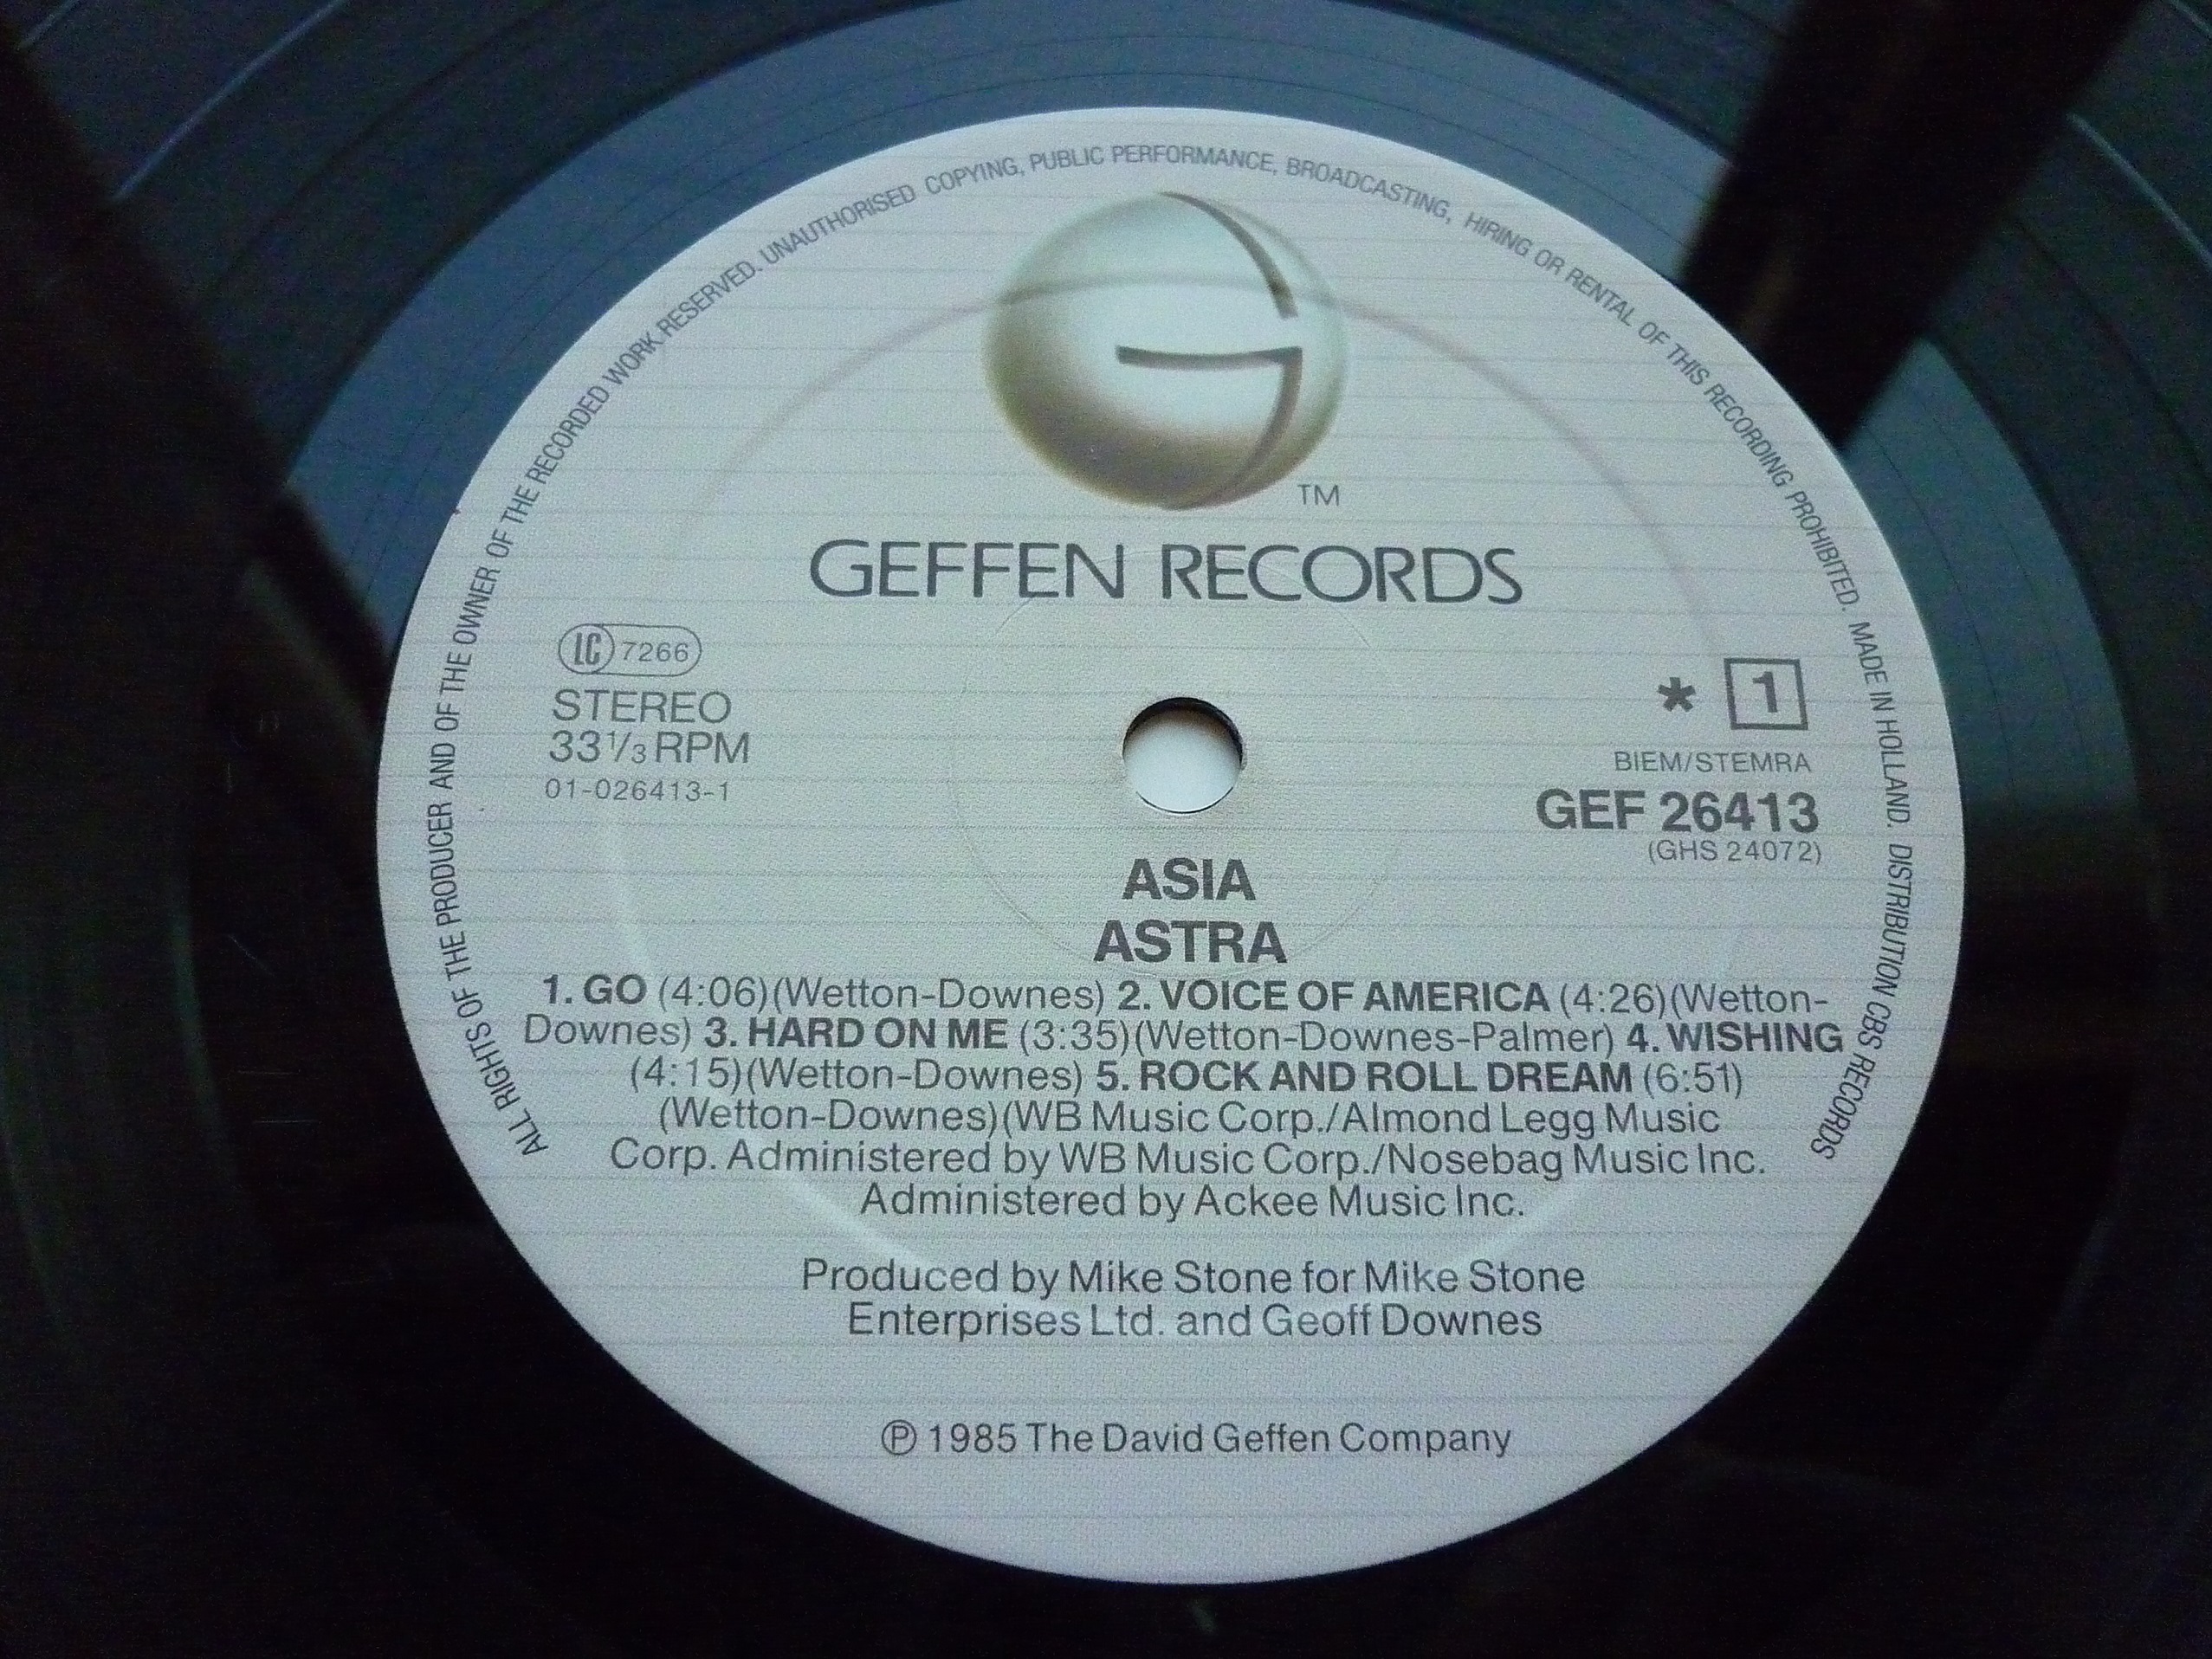 ALL RIGHTS OF THE PRODUCER AND OF THE OWNER OF THE RECORDED WORK RESERVED. UNAUTHORISED COPYING, PUBLIC PERFORMANCE, BROADCASTING, HIRING OR RENTAL OF THIS RECORDING PROHIBITED. MADE IN HOLLAND. DISTRIBUTION CBS RECORDS
G
TM
GEFFEN RECORDS
LC 7266
STEREO
33 1/3 RPM
01-026413-1
* 1
BIEM/STEMRA
GEF 26413
(GHS 24072)
ASIA
ASTRA
1. GO (4:06)(Wetton-Downes) 2. VOICE OF AMERICA (4:26)(Wetton-
Downes) 3. HARD ON ME (3:35)(Wetton-Downes-Palmer) 4. WISHING
(4:15)(Wetton-Downes) 5. ROCK AND ROLL DREAM (6:51)
(Wetton-Downes)(WB Music Corp./Almond Legg Music
Corp. Administered by WB Music Corp./Nosebag Music Inc.
Administered by Ackee Music Inc.
Produced by Mike Stone for Mike Stone
Enterprises Ltd. and Geoff Downes
℗ 1985 The David Geffen Company